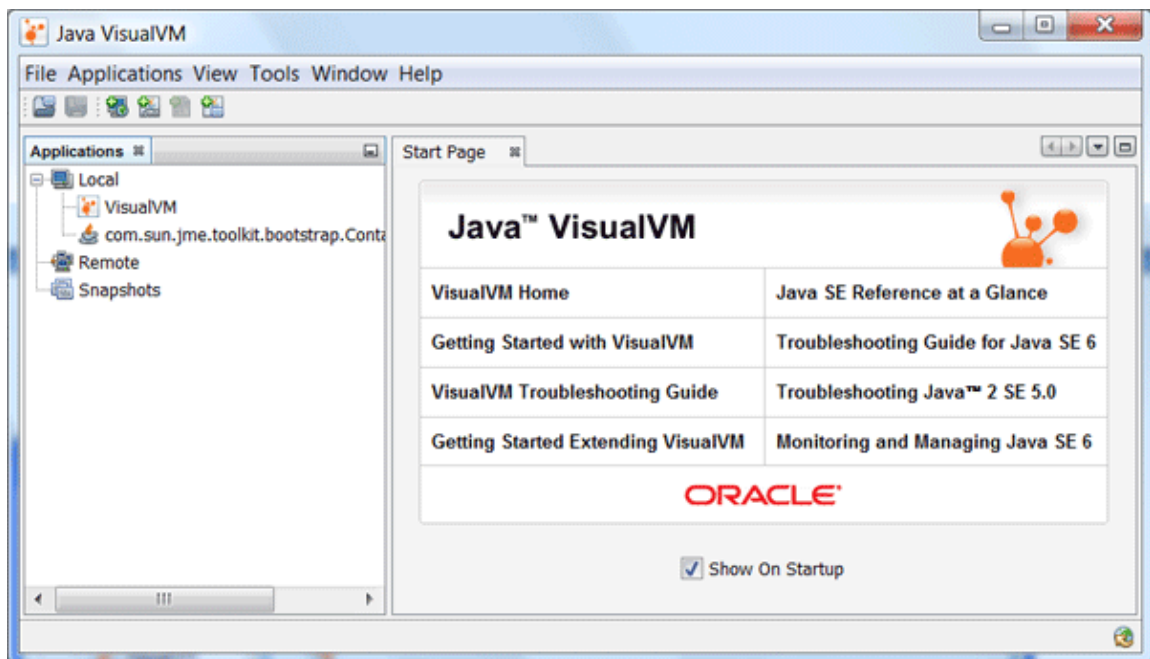 Java VisualVM
File Applications View Tools Window Help
Applications
Start Page
Local
VisualVM
com.sun.jme.toolkit.bootstrap.Conta
Remote
Snapshots
Java™ VisualVM
VisualVM Home
Java SE Reference at a Glance
Getting Started with VisualVM
Troubleshooting Guide for Java SE 6
VisualVM Troubleshooting Guide
Troubleshooting Java™ 2 SE 5.0
Getting Started Extending VisualVM
Monitoring and Managing Java SE 6
ORACLE
Show On Startup